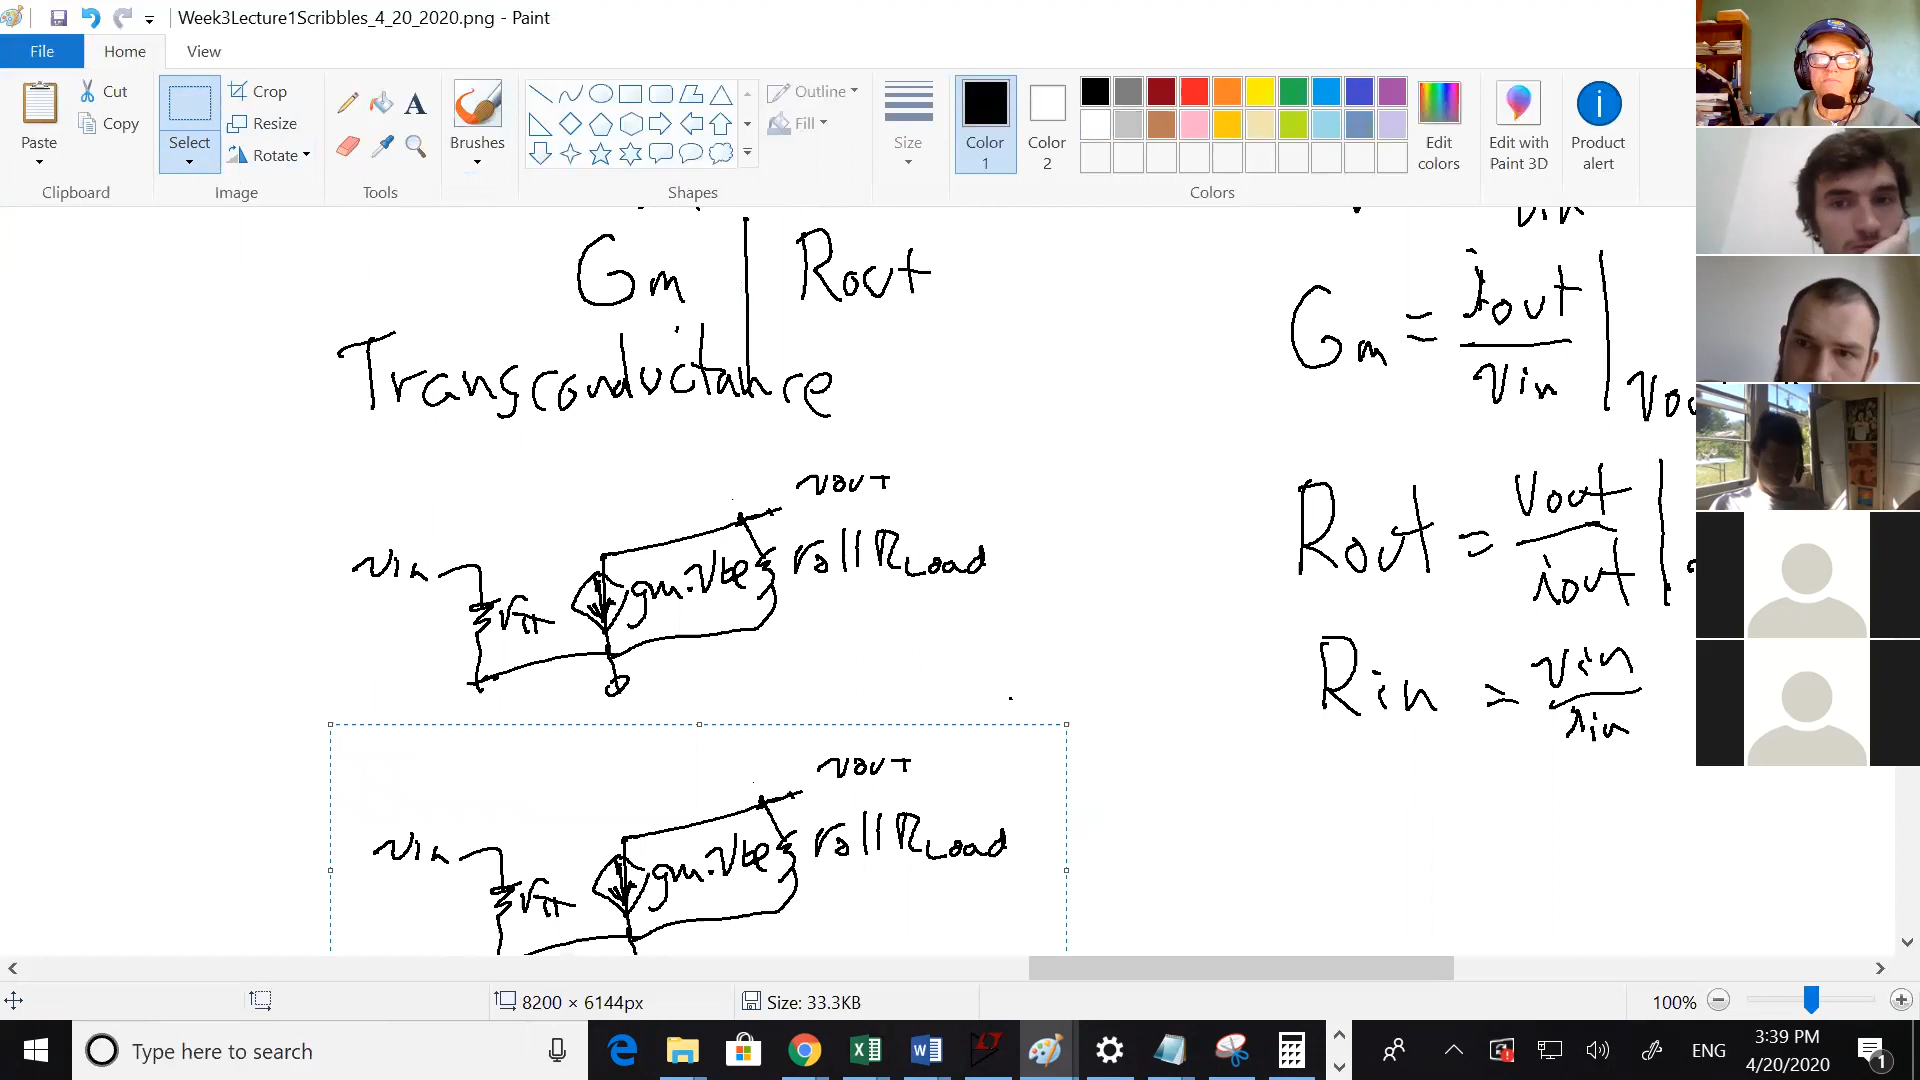 Week3Lecture1Scribbles_4_20_2020.png - Paint
File Home View
Paste
Cut
Copy
Clipboard
Select
Crop
Resize
Rotate
Image
A
Tools
Brushes
Outline
Fill
Shapes
Size
Color 1
Color 2
Edit colors
Colors
Edit with Paint 3D
Product alert
Gm | Rout
Transconductance
vin
Gm = iout / vin |
Rout = vout / iout |
Rin = vin / iin
vout
vin
rπ
gm.Vbe
ro || RLoad
vout
vin
rπ
gm.Vbe
ro || RLoad
8200 × 6144px
Size: 33.3KB
100%
Type here to search
ENG
3:39 PM
4/20/2020
1